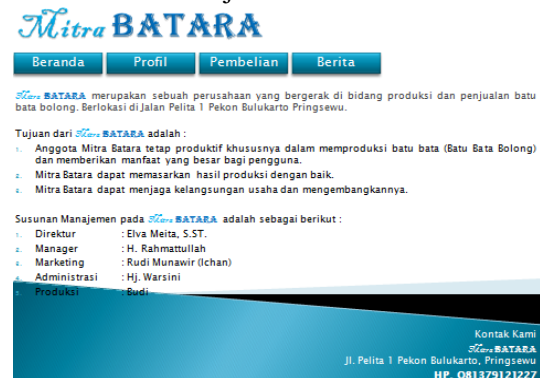 Mitra BATARA
Beranda Profil Pembelian Berita
Mitra BATARA merupakan sebuah perusahaan yang bergerak di bidang produksi dan penjualan batu
bata bolong. Berlokasi di Jalan Pelita 1 Pekon Bulukarto Pringsewu.
Tujuan dari Mitra BATARA adalah :
1. Anggota Mitra Batara tetap produktif khususnya dalam memproduksi batu bata (Batu Bata Bolong)
dan memberikan manfaat yang besar bagi pengguna.
2. Mitra Batara dapat memasarkan hasil produksi dengan baik.
3. Mitra Batara dapat menjaga kelangsungan usaha dan mengembangkannya.
Susunan Manajemen pada Mitra BATARA adalah sebagai berikut :
1. Direktur : Elva Meita, S.ST.
2. Manager : H. Rahmattullah
3. Marketing : Rudi Munawir (Ichan)
4. Administrasi : Hj. Warsini
5. Produksi : Budi
Kontak Kami
Mitra BATARA
Jl. Pelita 1 Pekon Bulukarto, Pringsewu
HP. 081379121227